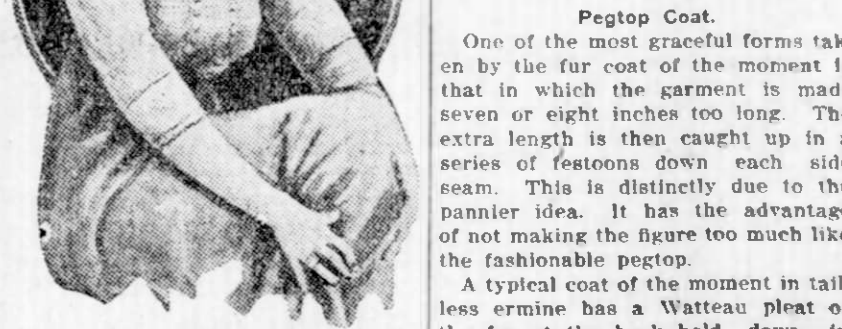 Pegtop Coat.
One of the most graceful forms tak
en by the fur coat of the moment i
that in which the garment is mad
seven or eight inches too long. Th
extra length is then caught up in a
series of festoons down each sid
seam. This is distinctly due to th
pannier idea. It has the advantag
of not making the figure too much lik
the fashionable pegtop.
A typical coat of the moment in tail
less ermine has a Watteau pleat o